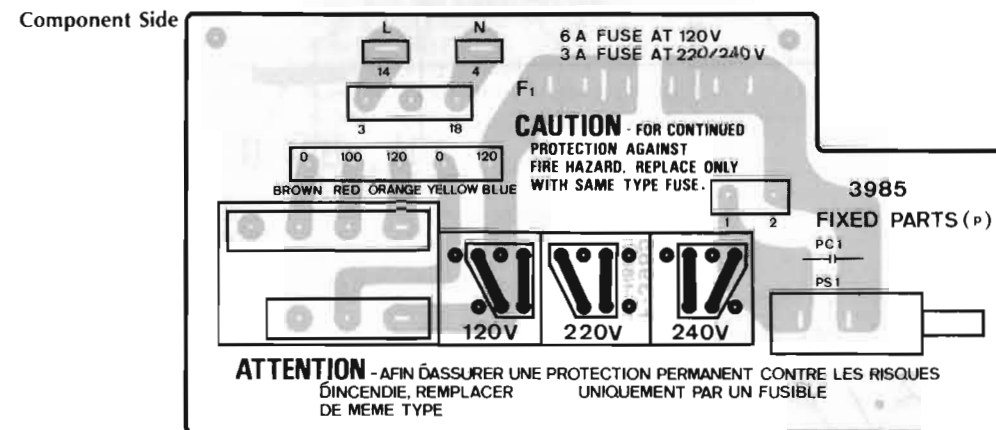 Component Side
L N
6 A FUSE AT 120V
3 A FUSE AT 220/240V
14 4
F1
3 18
CAUTION - FOR CONTINUED
PROTECTION AGAINST
FIRE HAZARD. REPLACE ONLY
WITH SAME TYPE FUSE.
0 100 120 0 120
BROWN RED ORANGE YELLOW BLUE
3985
1 2
FIXED PARTS (P)
PC1
PS1
120V 220V 240V
ATTENTION - AFIN D́ASSURER UNE PROTECTION PERMANENT CONTRE LES RISQUES
D́INCENDIE, REMPLACER UNIQUEMENT PAR UN FUSIBLE
DE MEME TYPE